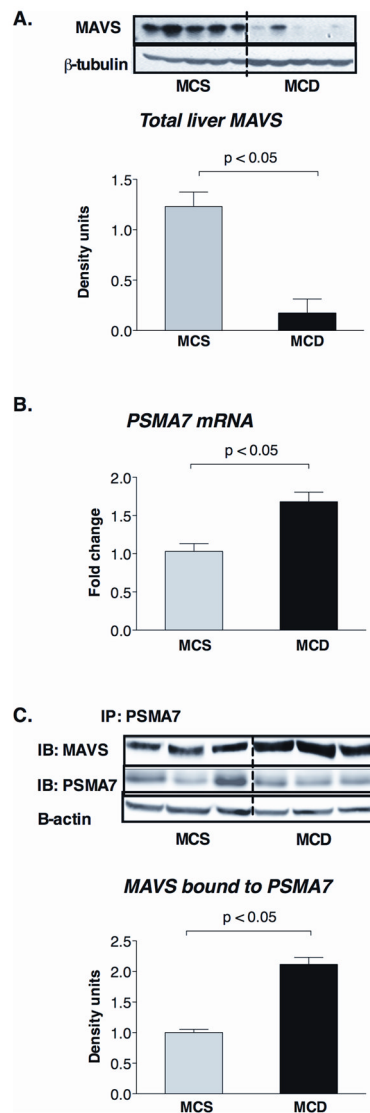 A.
MAVS
β-tubulin
MCS MCD
Total liver MAVS
p < 0.05
Density units
1.5
1.0
0.5
0.0
MCS MCD
B.
PSMA7 mRNA
p < 0.05
Fold change
2.0
1.5
1.0
0.5
0.0
MCS MCD
C.
IP: PSMA7
IB: MAVS
IB: PSMA7
B-actin
MCS MCD
MAVS bound to PSMA7
p < 0.05
Density units
2.5
2.0
1.5
1.0
0.5
0.0
MCS MCD